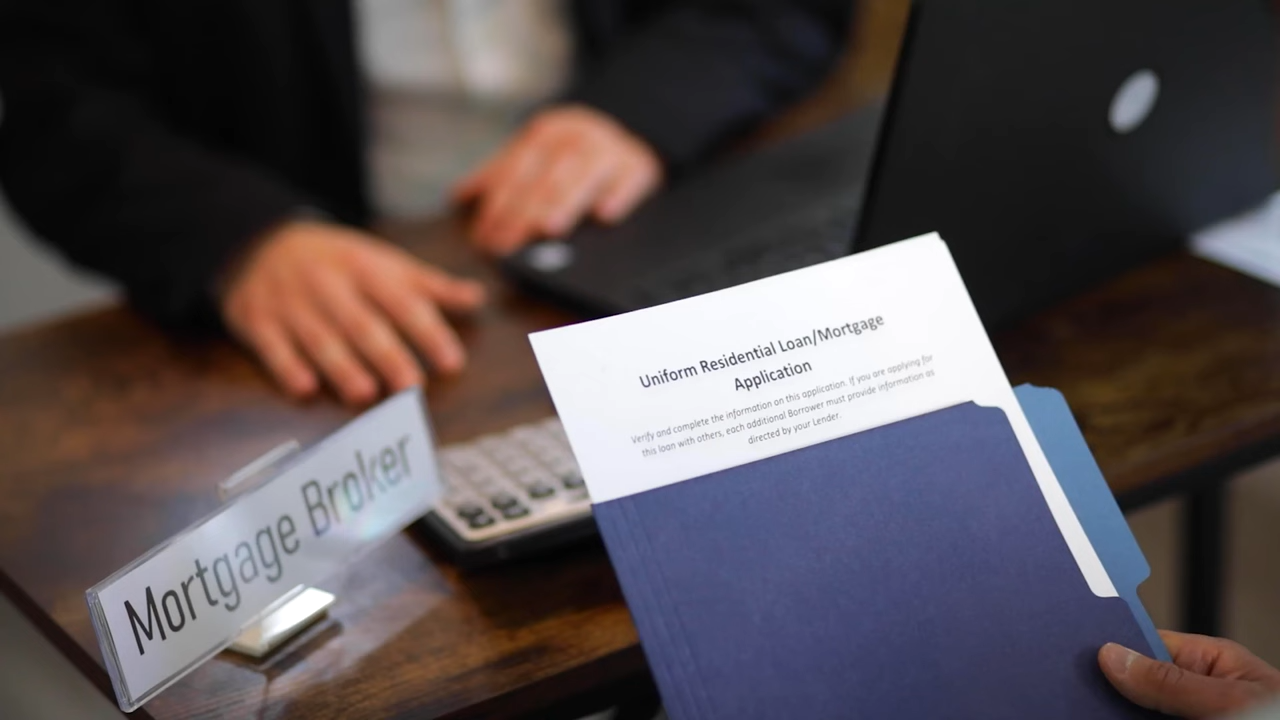 Uniform Residential Loan/Mortgage
Application
Verify and complete the information on this application. If you are applying for
this loan with others, each additional Borrower must provide information as
directed by your Lender.
Mortgage Broker